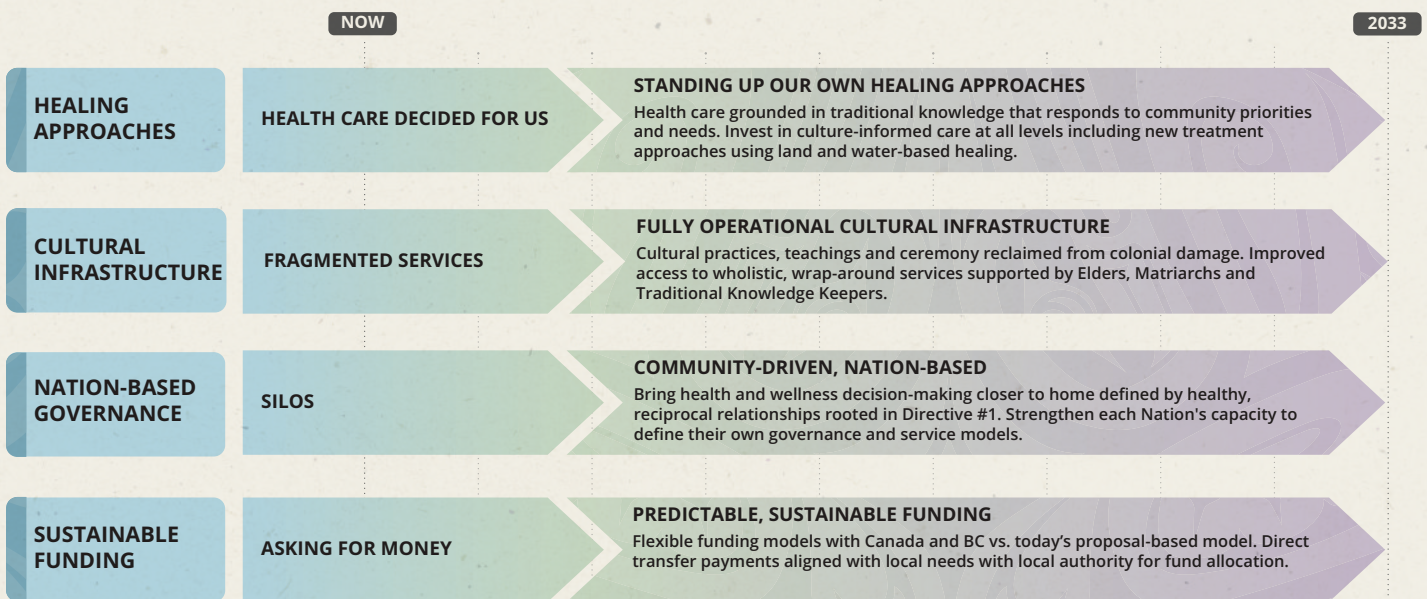 NOW
2033
HEALING
APPROACHES
HEALTH CARE DECIDED FOR US
STANDING UP OUR OWN HEALING APPROACHES
Health care grounded in traditional knowledge that responds to community priorities
and needs. Invest in culture-informed care at all levels including new treatment
approaches using land and water-based healing.
CULTURAL
INFRASTRUCTURE
FRAGMENTED SERVICES
FULLY OPERATIONAL CULTURAL INFRASTRUCTURE
Cultural practices, teachings and ceremony reclaimed from colonial damage. Improved
access to wholistic, wrap-around services supported by Elders, Matriarchs and
Traditional Knowledge Keepers.
NATION-BASED
GOVERNANCE
SILOS
COMMUNITY-DRIVEN, NATION-BASED
Bring health and wellness decision-making closer to home defined by healthy,
reciprocal relationships rooted in Directive #1. Strengthen each Nation's capacity to
define their own governance and service models.
SUSTAINABLE
FUNDING
ASKING FOR MONEY
PREDICTABLE, SUSTAINABLE FUNDING
Flexible funding models with Canada and BC vs. today’s proposal-based model. Direct
transfer payments aligned with local needs with local authority for fund allocation.